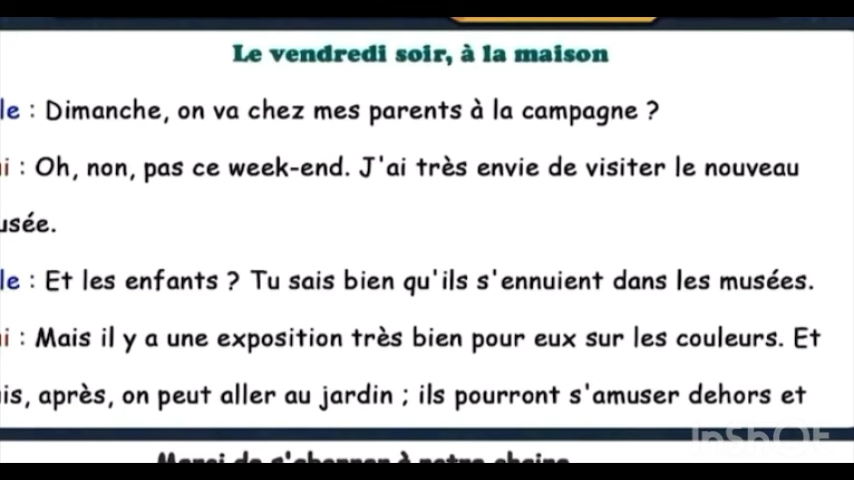 Le vendredi soir, à la maison
le : Dimanche, on va chez mes parents à la campagne ?
i : Oh, non, pas ce week-end. J'ai très envie de visiter le nouveau
usée.
le : Et les enfants ? Tu sais bien qu'ils s'ennuient dans les musées.
i : Mais il y a une exposition très bien pour eux sur les couleurs. Et
is, après, on peut aller au jardin ; ils pourront s'amuser dehors et
InShOt